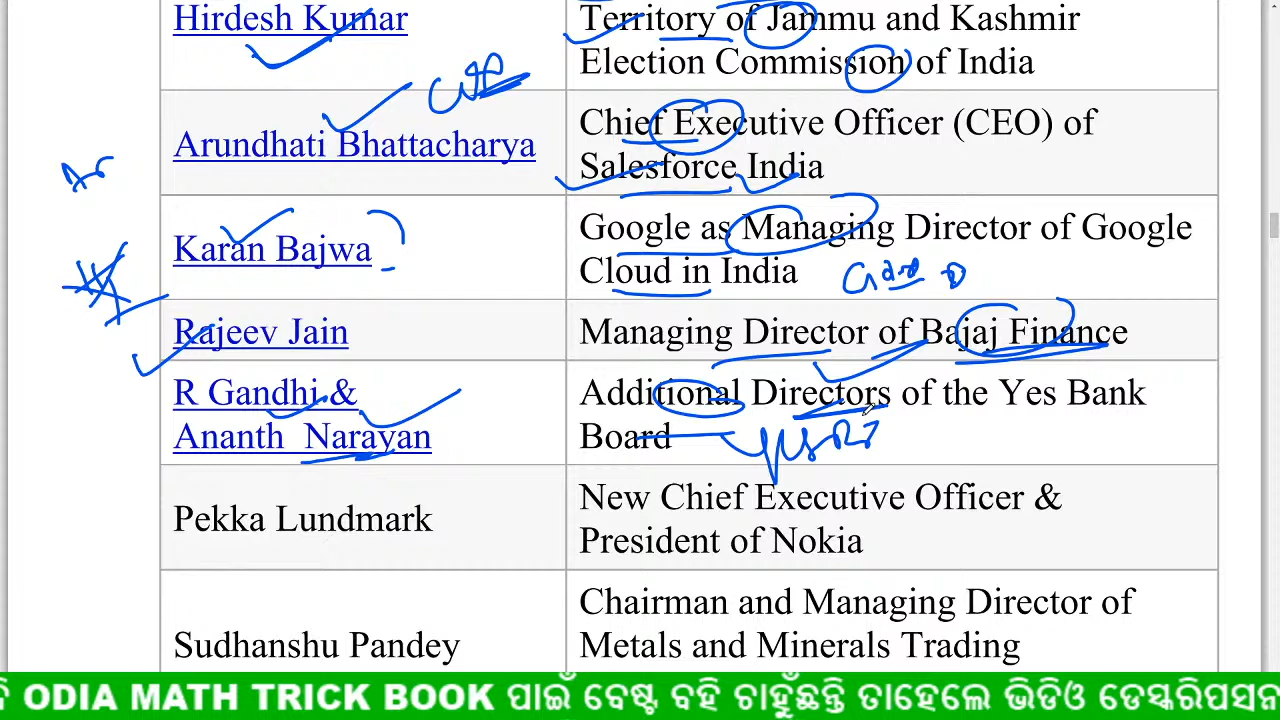 Hirdesh Kumar
Territory of Jammu and Kashmir
Election Commission of India
Arundhati Bhattacharya
Chief Executive Officer (CEO) of
Salesforce India
Karan Bajwa
Google as Managing Director of Google
Cloud in India
Rajeev Jain
Managing Director of Bajaj Finance
R Gandhi &
Ananth Narayan
Additional Directors of the Yes Bank
Board
Pekka Lundmark
New Chief Executive Officer &
President of Nokia
Sudhanshu Pandey
Chairman and Managing Director of
Metals and Minerals Trading
ODIA MATH TRICK BOOK ପାଇଁ ବେଷ୍ଟ ବହି ଚାହୁଁଛନ୍ତି ତାହେଲେ ଭିଡିଓ ଡେସ୍କରିପସନ